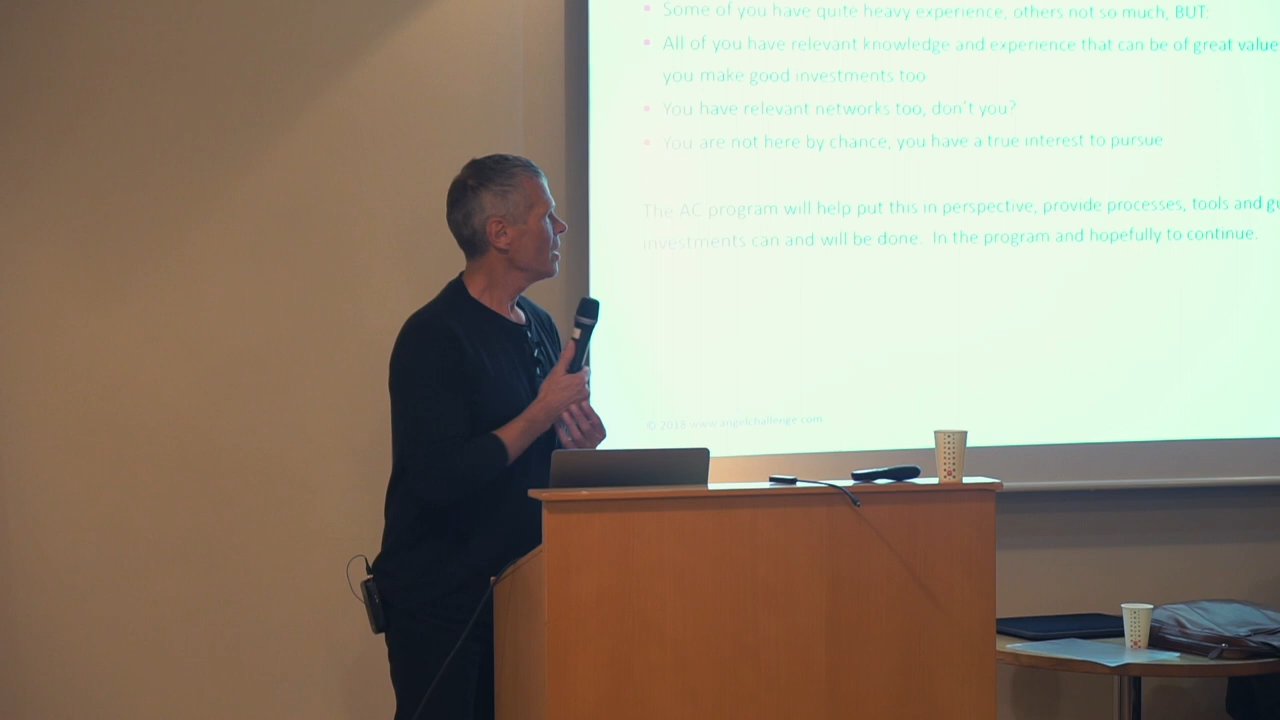 Some of you have quite heavy experience, others not so much, BUT:
All of you have relevant knowledge and experience that can be of great value
you make good investments too
You have relevant networks too, don't you?
You are not here by chance, you have a true interest to pursue
The AC program will help put this in perspective, provide processes, tools and
investments can and will be done. In the program and hopefully to continue.
© 2018 www.angelchallenge.com